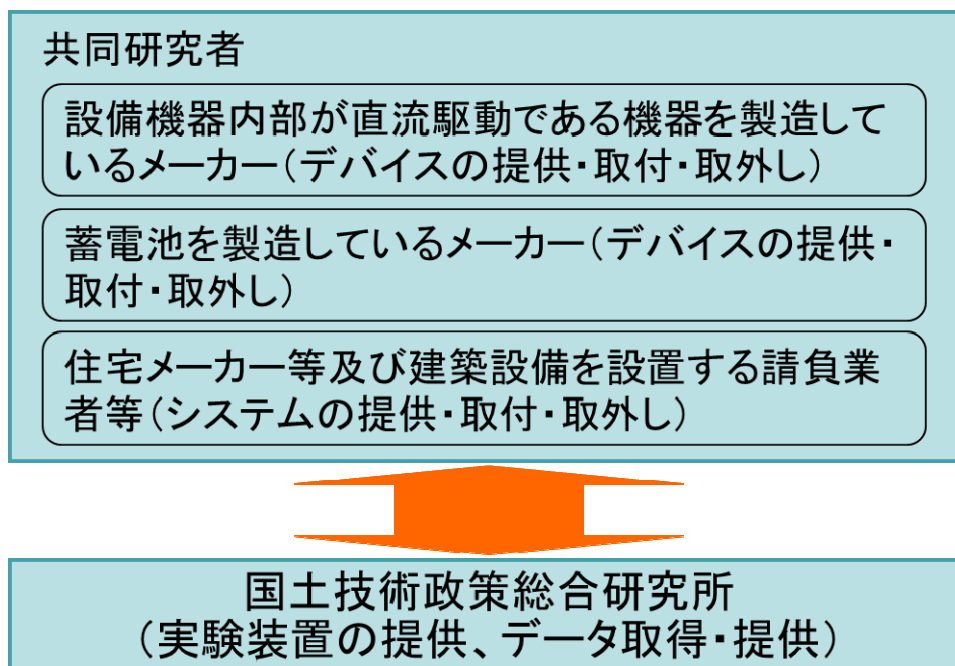 共同研究者
設備機器内部が直流駆動である機器を製造して
いるメーカー(デバイスの提供・取付・取外し)
蓄電池を製造しているメーカー(デバイスの提供・
取付・取外し)
住宅メーカー等及び建築設備を設置する請負業
者等(システムの提供・取付・取外し)
国土技術政策総合研究所
(実験装置の提供、データ取得・提供)